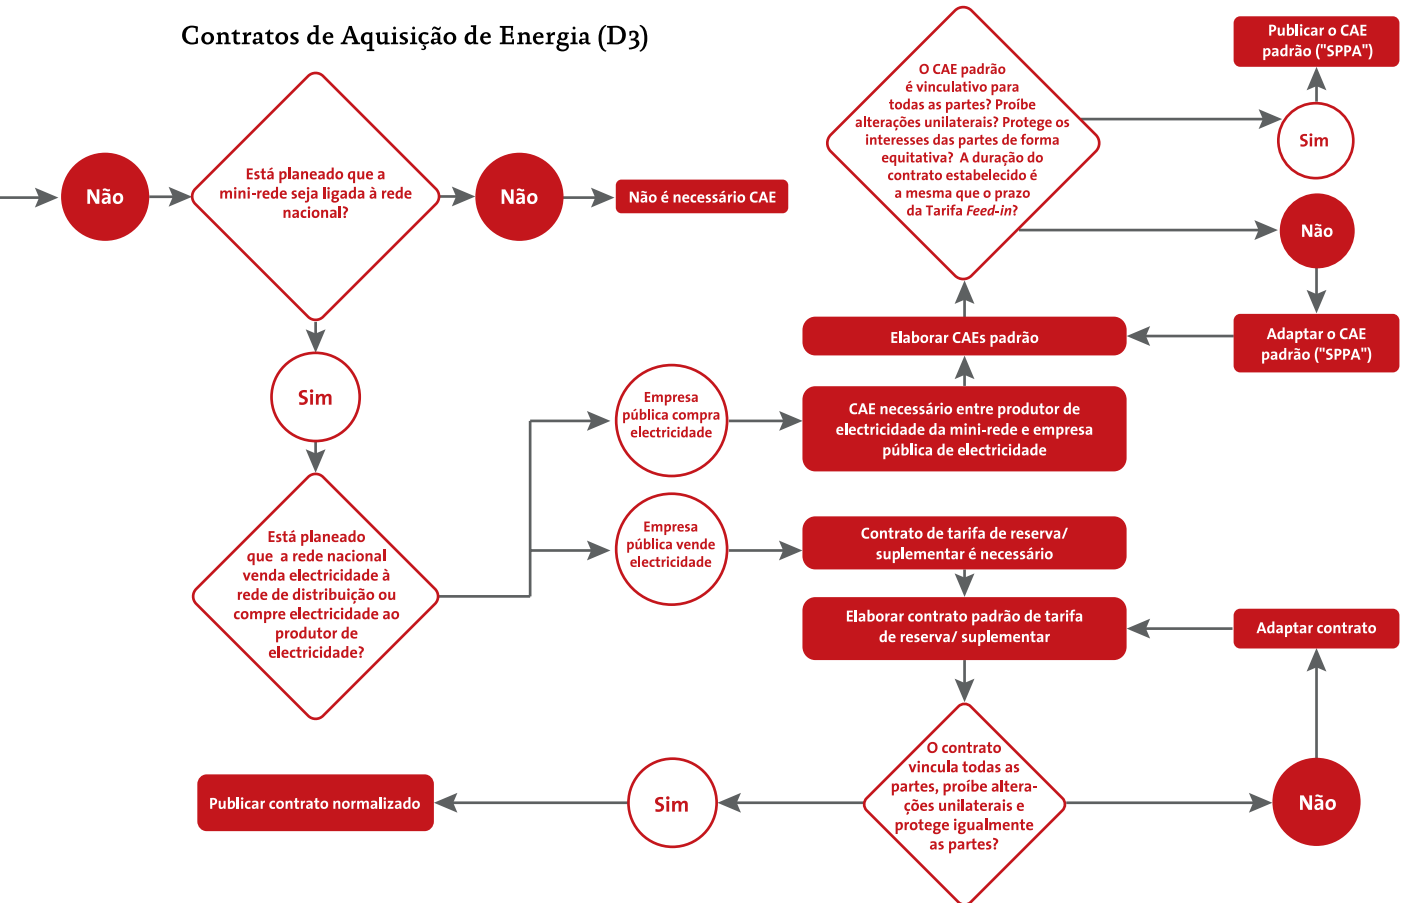 Contratos de Aquisição de Energia (D3)
Não
Está planeado que a
mini-rede seja ligada à rede
nacional?
Não
Não é necessário CAE
Sim
Está planeado
que a rede nacional
venda electricidade à
rede de distribuição ou
compre electricidade ao
produtor de
electricidade?
Empresa
pública compra
electricidade
CAE necessário entre produtor de
electricidade da mini-rede e empresa
pública de electricidade
Elaborar CAEs padrão
O CAE padrão
é vinculativo para
todas as partes? Proíbe
alterações unilaterais? Protege os
interesses das partes de forma
equitativa? A duração do
contrato estabelecido é
a mesma que o prazo
da Tarifa Feed-in?
Sim
Publicar o CAE
padrão ("SPPA")
Não
Adaptar o CAE
padrão ("SPPA")
Empresa
pública vende
electricidade
Contrato de tarifa de reserva/
suplementar é necessário
Elaborar contrato padrão de tarifa
de reserva/ suplementar
O contrato
vincula todas as
partes, proíbe altera-
ções unilaterais e
protege igualmente
as partes?
Sim
Publicar contrato normalizado
Não
Adaptar contrato